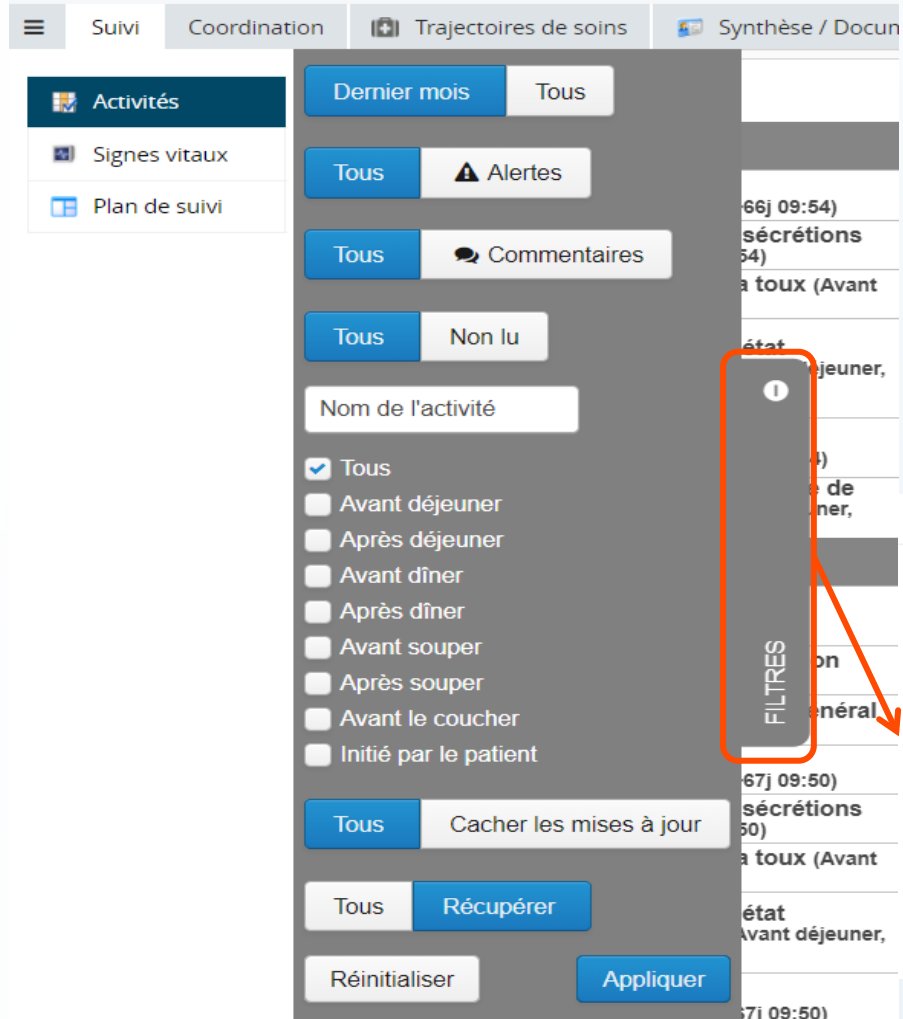 Suivi Coordination Trajectoires de soins Synthèse / Docum
Activités
Signes vitaux
Plan de suivi
Dernier mois Tous
Tous Alertes
Tous Commentaires
Tous Non lu
Nom de l'activité
Tous
Avant déjeuner
Après déjeuner
Avant dîner
Après dîner
Avant souper
Après souper
Avant le coucher
Initié par le patient
Tous Cacher les mises à jour
Tous Récupérer
Réinitialiser Appliquer
FILTRES
66j 09:54)
sécrétions
54)
a toux (Avant
état
éjeuner,
4)
e de
ner,
on
énéral
67j 09:50)
sécrétions
50)
a toux (Avant
état
Avant déjeuner,
67j 09:50)